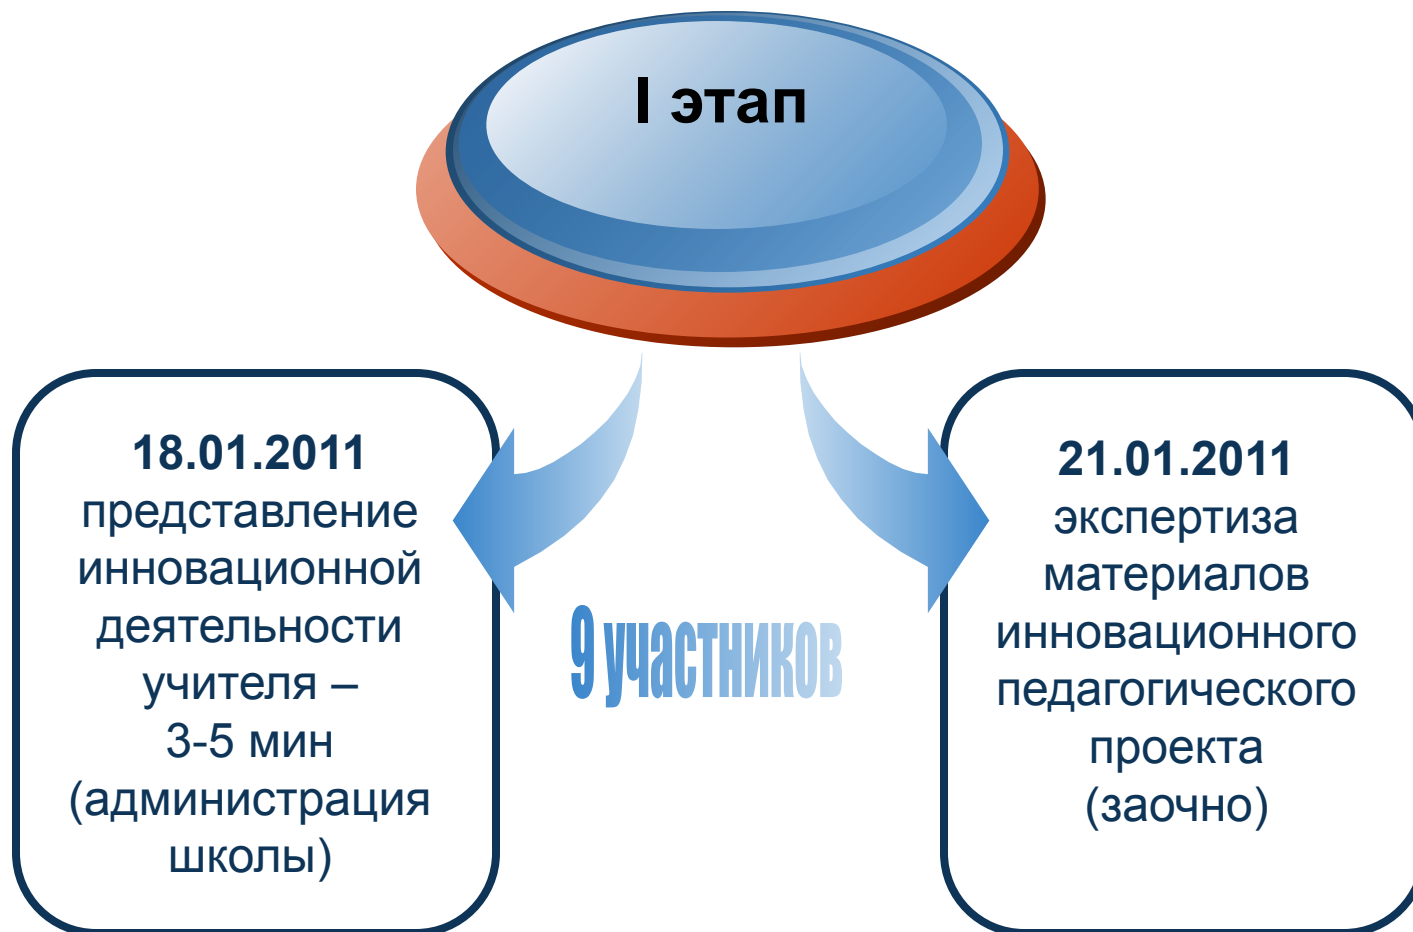 I этап
18.01.2011
представление
инновационной
деятельности
учителя –
3-5 мин
(администрация
школы)
9 участников
21.01.2011
экспертиза
материалов
инновационного
педагогического
проекта
(заочно)